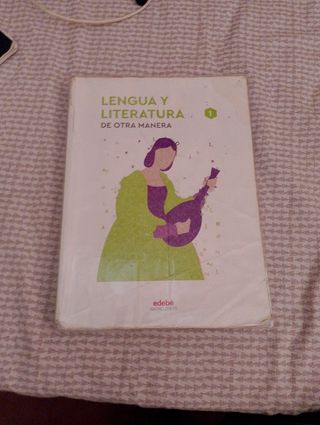 LENGUA Y
LITERATURA
DE OTRA MANERA
1
edebé